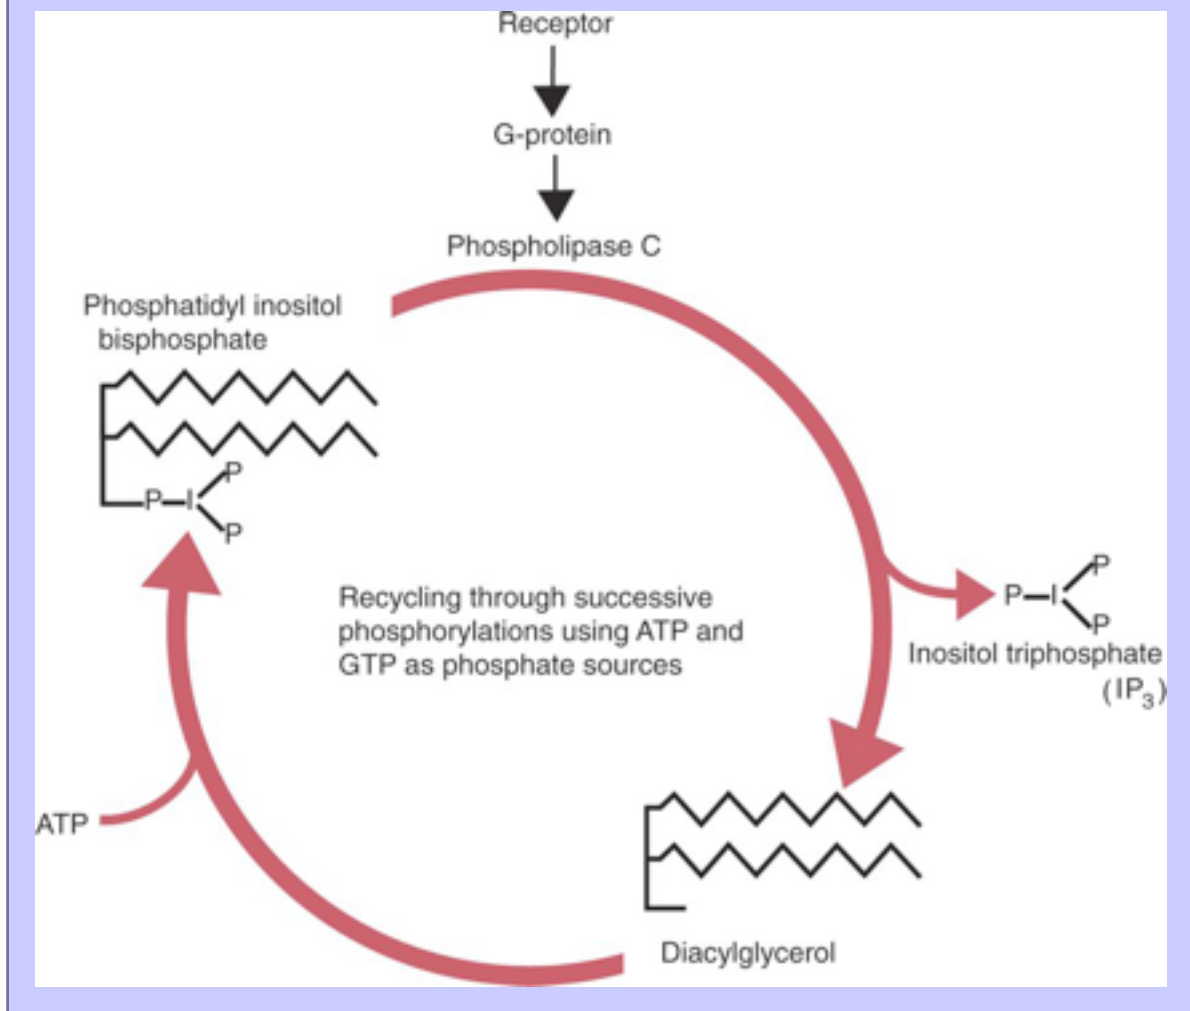 Receptor
G-protein
Phospholipase C
Phosphatidyl inositol
bisphosphate
P
P–I
P
Recycling through successive
phosphorylations using ATP and
GTP as phosphate sources
P
P–I
P
Inositol triphosphate
(IP₃)
ATP
Diacylglycerol